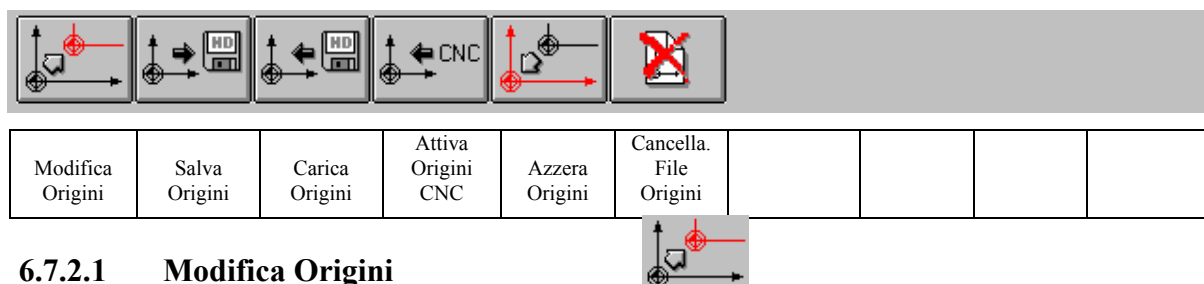 HD HD CNC
Attiva Cancella.
Modifica Salva Carica Origini Azzera File
Origini Origini Origini CNC Origini Origini
6.7.2.1 Modifica Origini